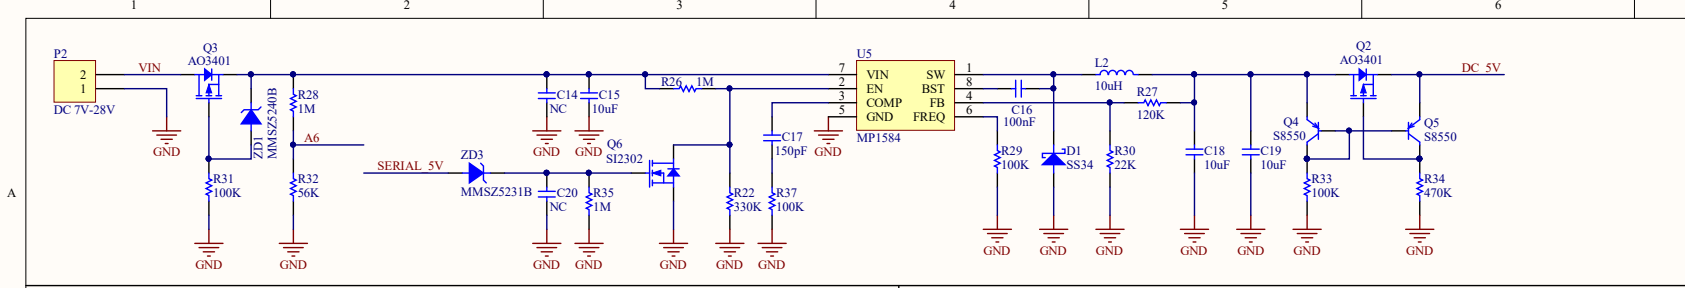 1 2 3 4 5 6
A
P2
2
1
DC 7V-28V
VIN
GND
Q3
AO3401
ZD1
MMSZ5240B
R31
100K
GND
R28
1M
A6
R32
56K
GND
SERIAL 5V
ZD3
MMSZ5231B
C14
NC
GND
C15
10uF
GND
C20
NC
GND
R35
1M
GND
Q6
SI2302
GND
R26 1M
R22
330K
GND
C17
150pF
R37
100K
GND
U5
7 VIN SW 1
2 EN BST 8
3 COMP FB 4
5 GND FREQ 6
MP1584
GND
R29
100K
GND
C16
100nF
D1
SS34
GND
L2
10uH
R27
120K
R30
22K
GND
C18
10uF
GND
C19
10uF
GND
Q4
S8550
R33
100K
GND
Q2
AO3401
Q5
S8550
R34
470K
GND
DC 5V